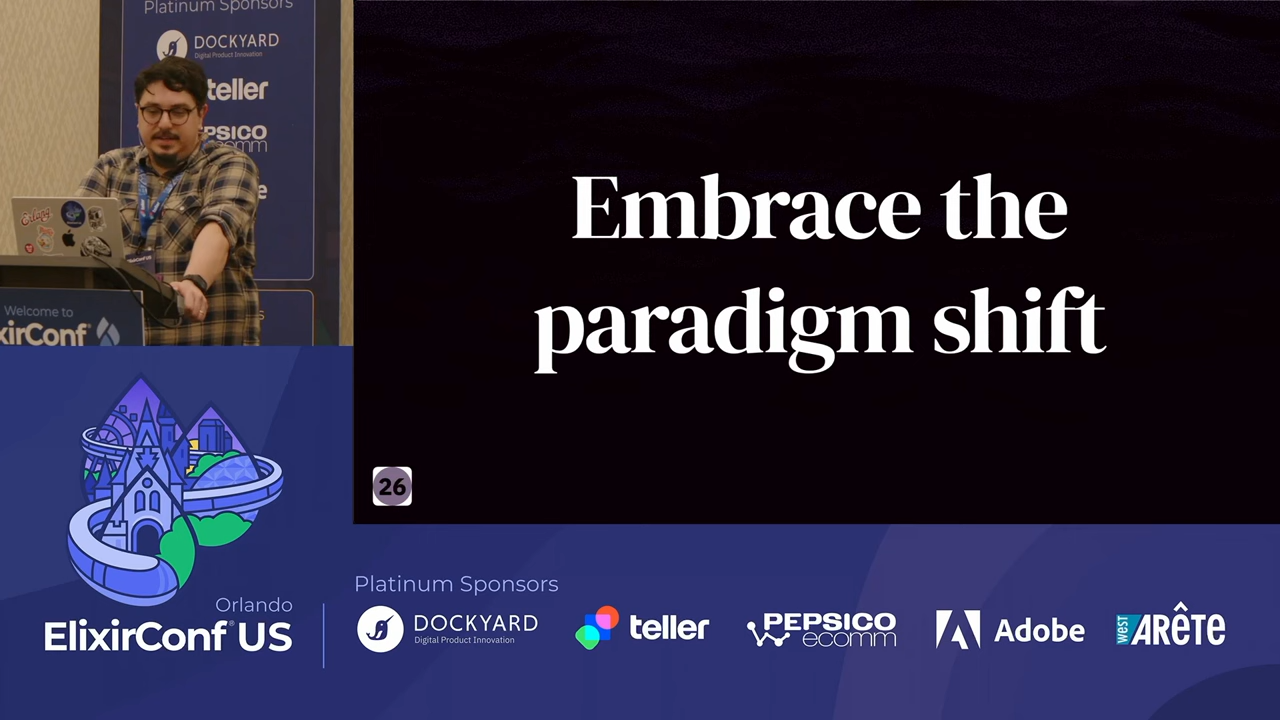 Platinum Sponsors
DOCKYARD
Digital Product Innovation
teller
PEPSICO
ecomm
Welcome to
xirConf
Embrace the
paradigm shift
26
Orlando
ElixirConf® US
Platinum Sponsors
DOCKYARD
Digital Product Innovation
teller
PEPSICO
ecomm
Adobe
west ARÊTE